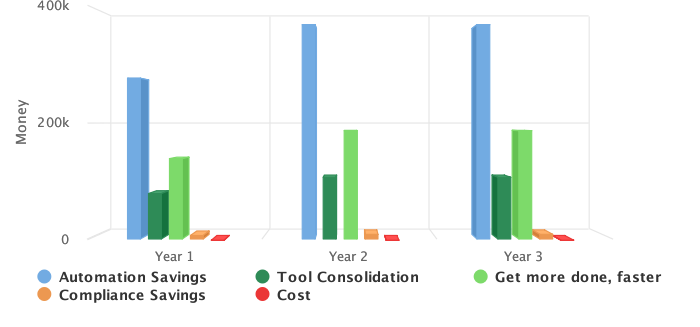 400k
200k
0
Money
Year 1
Year 2
Year 3
Automation Savings
Tool Consolidation
Get more done, faster
Compliance Savings
Cost